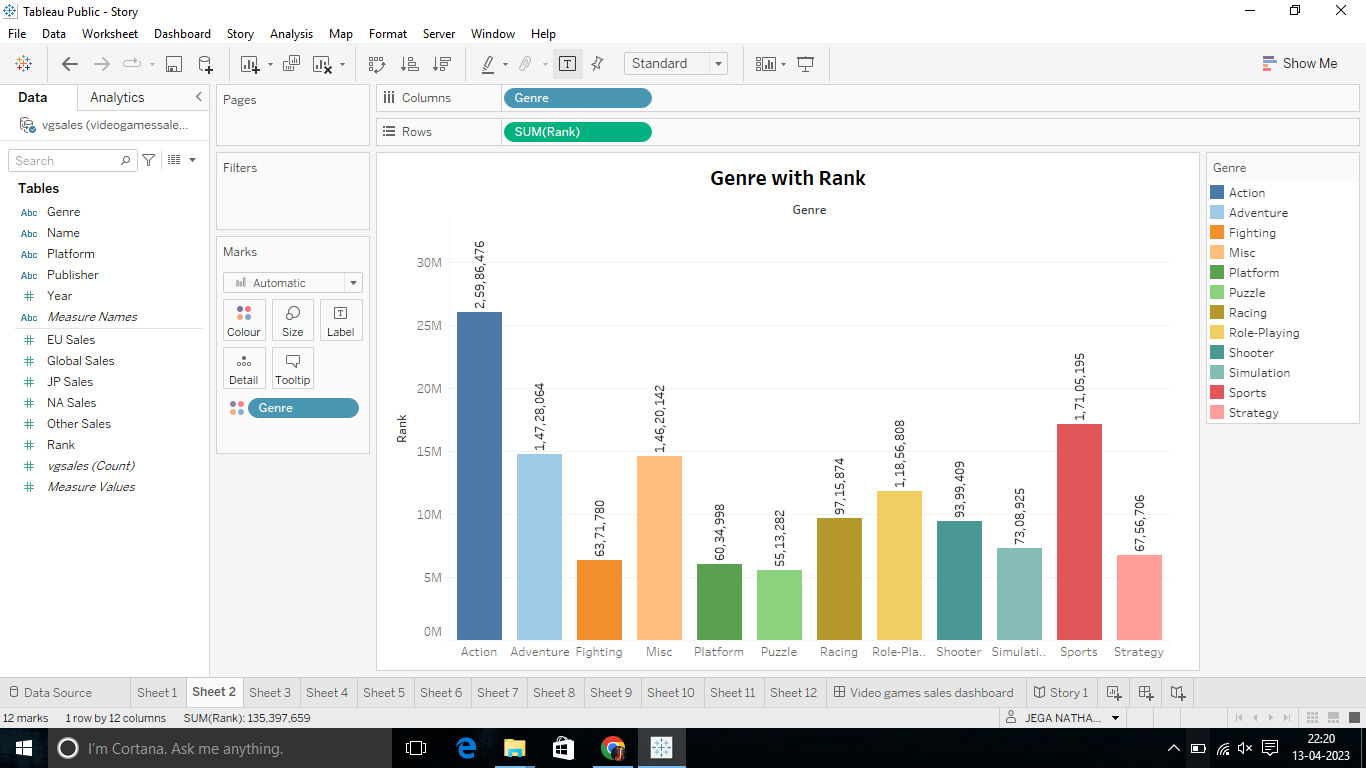 Tableau Public - Story
File Data Worksheet Dashboard Story Analysis Map Format Server Window Help
Standard
Show Me
Data Analytics
vgsales (videogamessale...
Search
Tables
Abc Genre
Abc Name
Abc Platform
Abc Publisher
# Year
Abc Measure Names
# EU Sales
# Global Sales
# JP Sales
# NA Sales
# Other Sales
# Rank
# vgsales (Count)
# Measure Values
Pages
Filters
Marks
Automatic
Colour Size Label
Detail Tooltip
Genre
Columns Genre
Rows SUM(Rank)
Genre with Rank
Genre
Rank
30M
25M
20M
15M
10M
5M
0M
2,59,86,476
1,47,28,064
63,71,780
1,46,20,142
60,34,998
55,13,282
97,15,874
1,18,56,808
93,99,409
73,08,925
1,71,05,195
67,56,706
Action Adventure Fighting Misc Platform Puzzle Racing Role-Pla.. Shooter Simulati.. Sports Strategy
Genre
Action
Adventure
Fighting
Misc
Platform
Puzzle
Racing
Role-Playing
Shooter
Simulation
Sports
Strategy
Data Source Sheet 1 Sheet 2 Sheet 3 Sheet 4 Sheet 5 Sheet 6 Sheet 7 Sheet 8 Sheet 9 Sheet 10 Sheet 11 Sheet 12 Video games sales dashboard Story 1
12 marks 1 row by 12 columns SUM(Rank): 135,397,659
JEGA NATHA...
I'm Cortana. Ask me anything.
22:20
13-04-2023